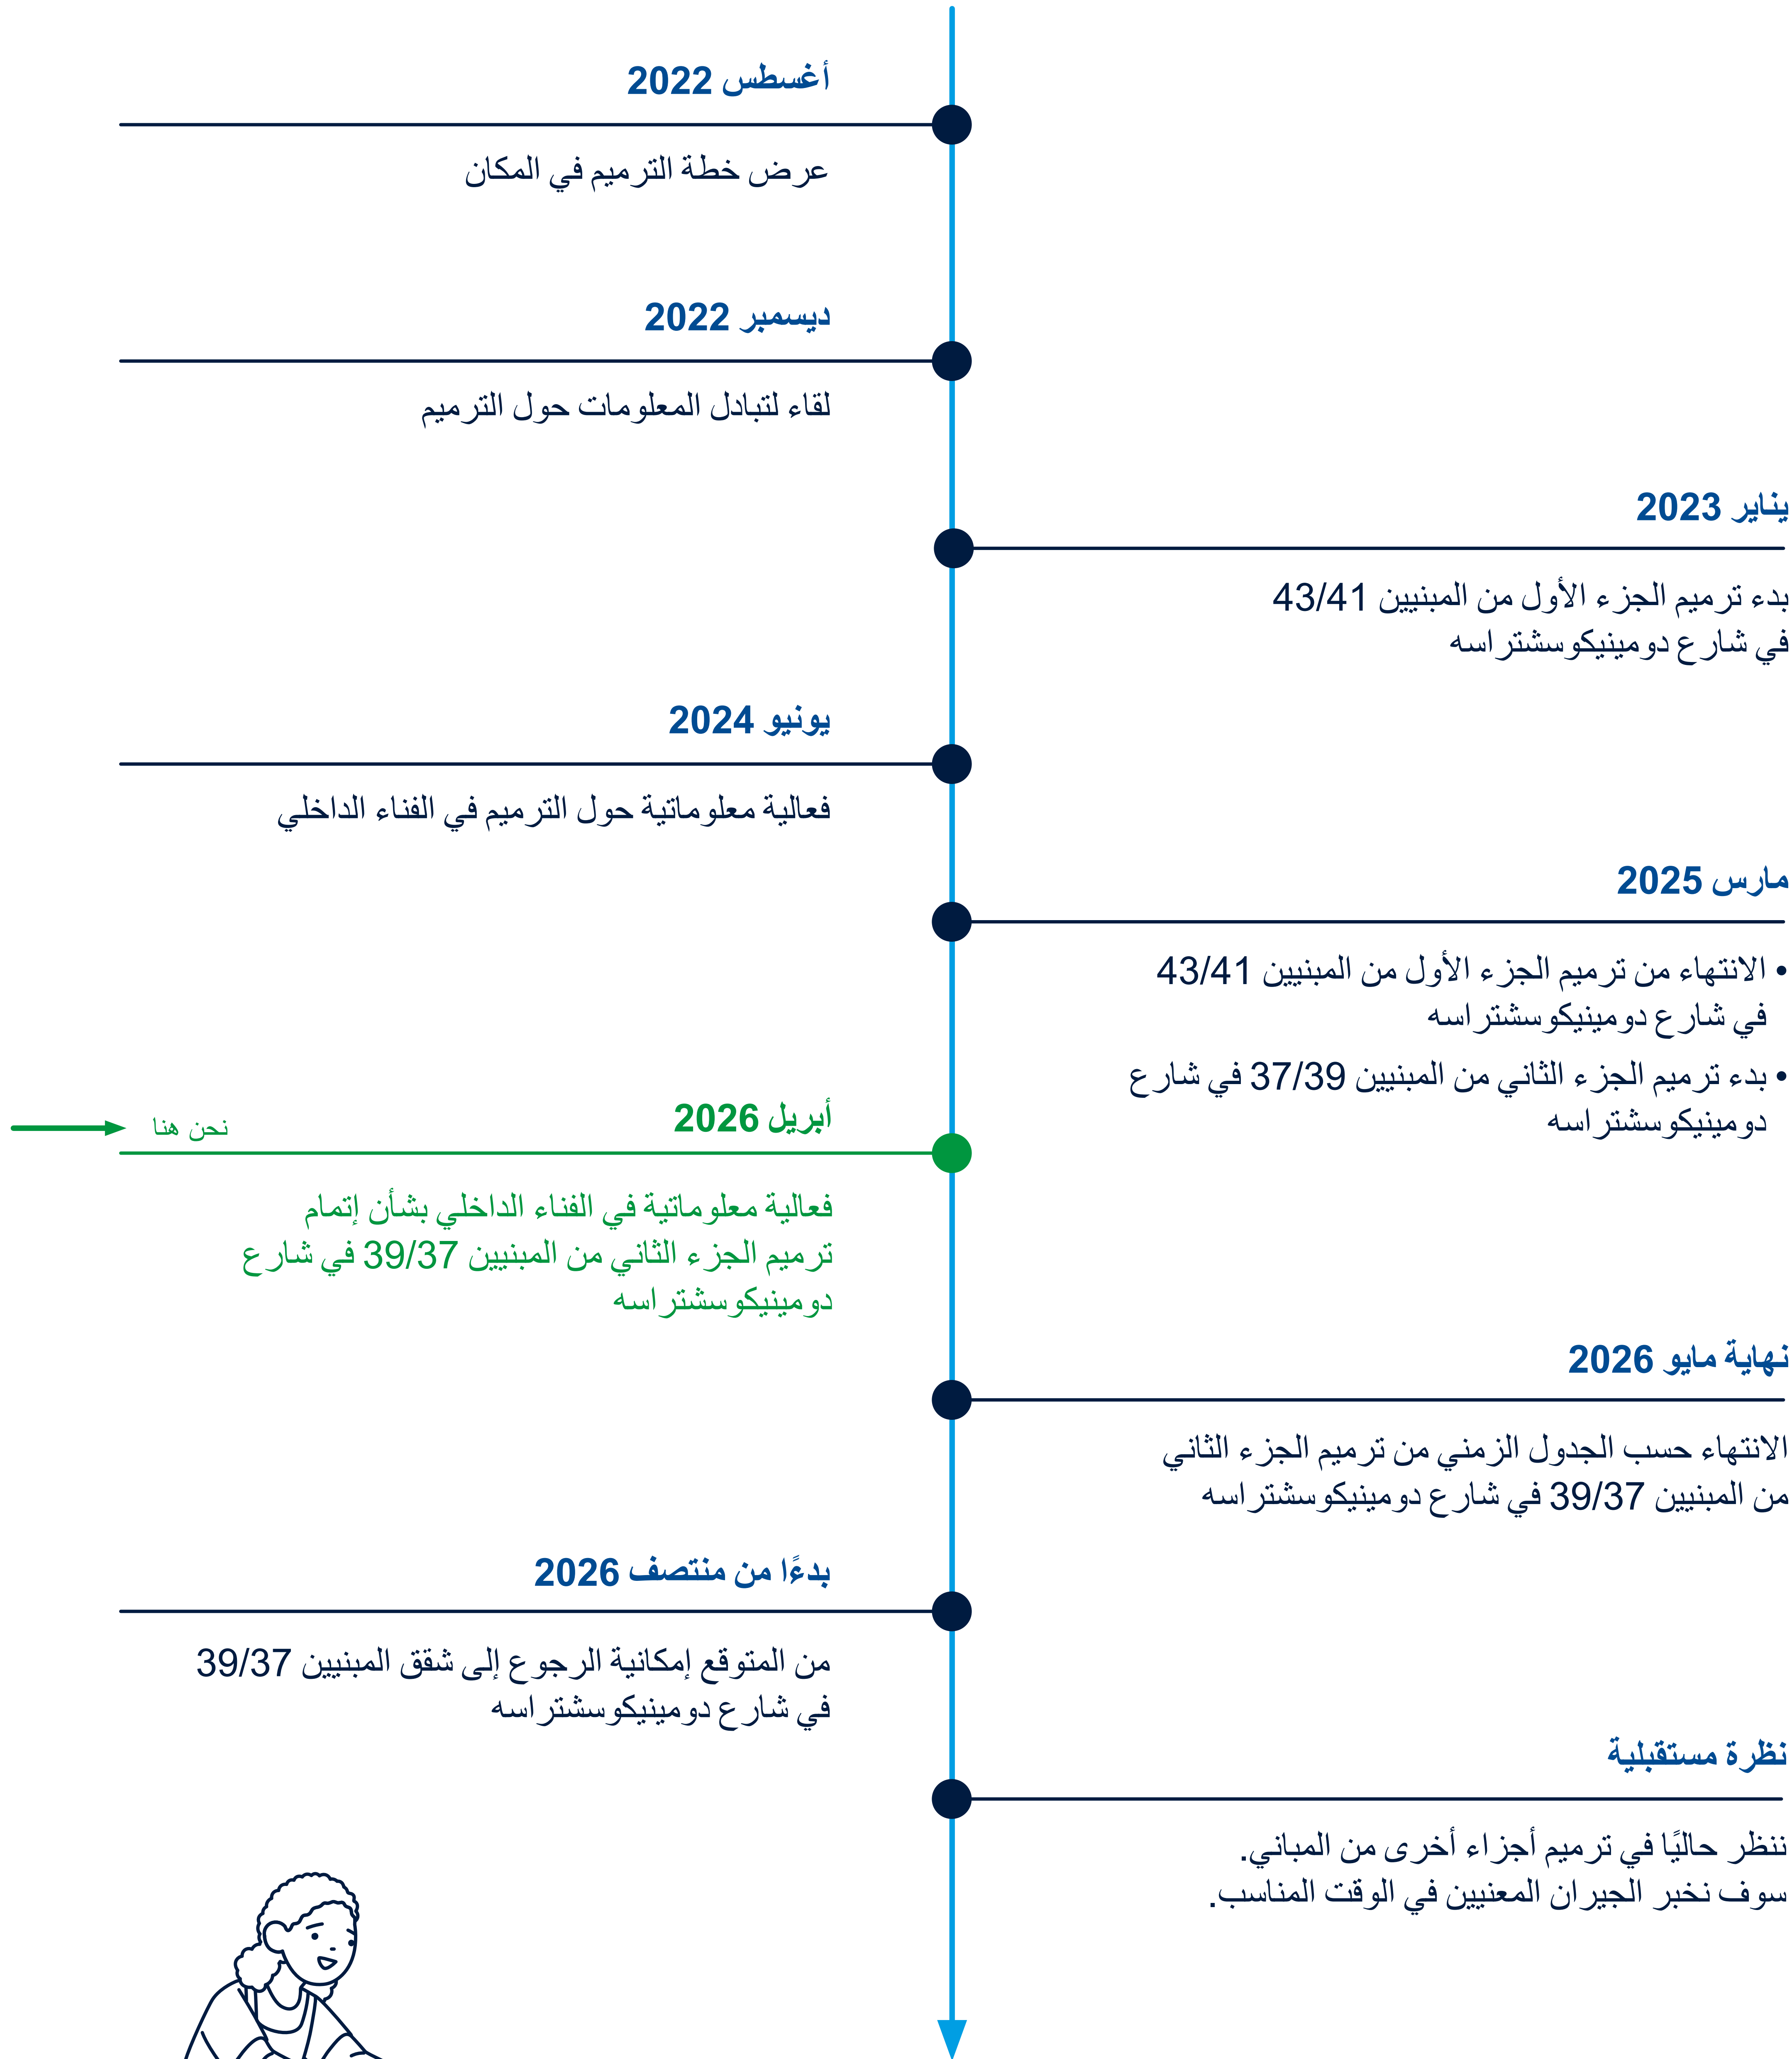 أغسطس 2022
عرض خطة الترميم في المكان
ديسمبر 2022
لقاء لتبادل المعلومات حول الترميم
يناير 2023
بدء ترميم الجزء الأول من المبنيين 43/41
في شارع دومينيكوسشتراسه
يونيو 2024
فعالية معلوماتية حول الترميم في الفناء الداخلي
مارس 2025
• الانتهاء من ترميم الجزء الأول من المبنيين 43/41
في شارع دومينيكوسشتراسه
• بدء ترميم الجزء الثاني من المبنيين 37/39 في شارع
دومينيكوسشتراسه
أبريل 2026
نحن هنا
فعالية معلوماتية في الفناء الداخلي بشأن إتمام
ترميم الجزء الثاني من المبنيين 39/37 في شارع
دومينيكوسشتراسه
نهاية مايو 2026
الانتهاء حسب الجدول الزمني من ترميم الجزء الثاني
من المبنيين 39/37 في شارع دومينيكوسشتراسه
بدءًا من منتصف 2026
من المتوقع إمكانية الرجوع إلى شقق المبنيين 39/37
في شارع دومينيكوسشتراسه
نظرة مستقبلية
ننظر حاليًا في ترميم أجزاء أخرى من المباني.
سوف نخبر الجيران المعنيين في الوقت المناسب.